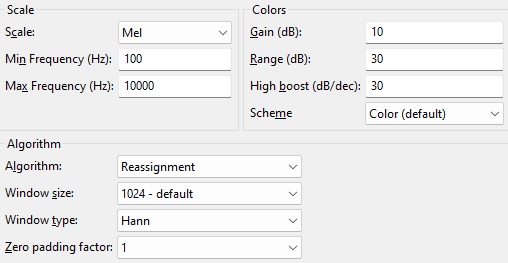 Scale
Scale: Mel
Min Frequency (Hz): 100
Max Frequency (Hz): 10000
Colors
Gain (dB): 10
Range (dB): 30
High boost (dB/dec): 30
Scheme Color (default)
Algorithm
Algorithm: Reassignment
Window size: 1024 - default
Window type: Hann
Zero padding factor: 1